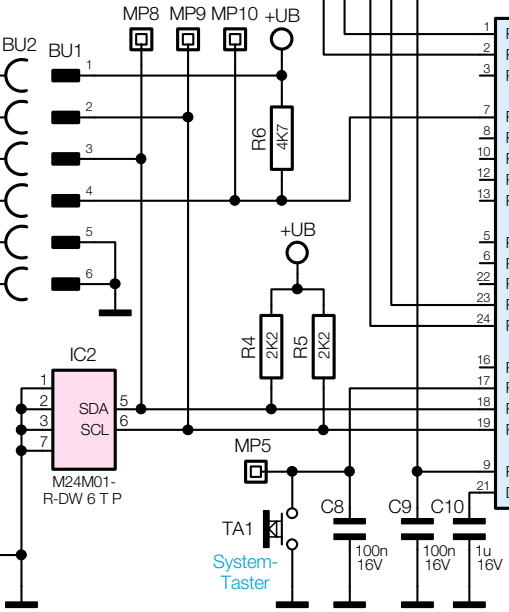 MP8 MP9 MP10 +UB
BU2 BU1
1
2
3
4
5
6
R6
4K7
+UB
R4
2K2
R5
2K2
IC2
1
2
3
7
SDA
SCL
5
6
M24M01-
R-DW 6 T P
MP5
TA1
System-
Taster
C8
100n
16V
C9
100n
16V
C10
1u
16V
1
2
3
7
8
10
12
13
5
6
22
23
24
16
17
18
19
9
21